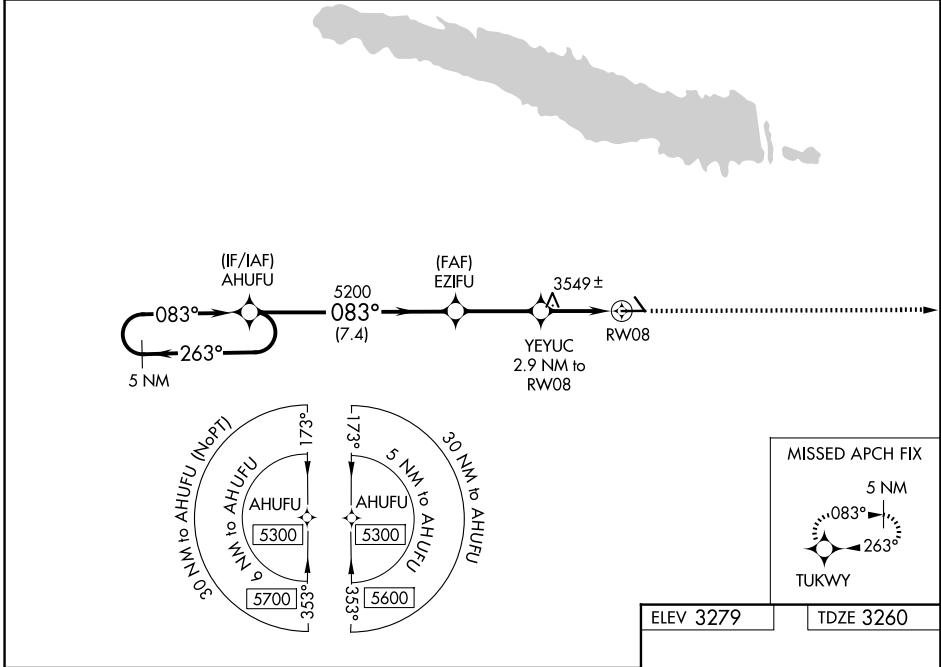 (IF/IAF)
AHUFU
083°
263°
5 NM
5200
083°
(7.4)
(FAF)
EZIFU
3549±
YEYUC
2.9 NM to
RW08
RW08
30 NM to AHUFU (NoPT)
6 NM to AHUFU
173°
AHUFU
5300
5700
353°
173°
AHUFU
5300
5 NM to AHUFU
30 NM to AHUFU
353°
5600
MISSED APCH FIX
5 NM
083°
263°
TUKWY
ELEV 3279
TDZE 3260